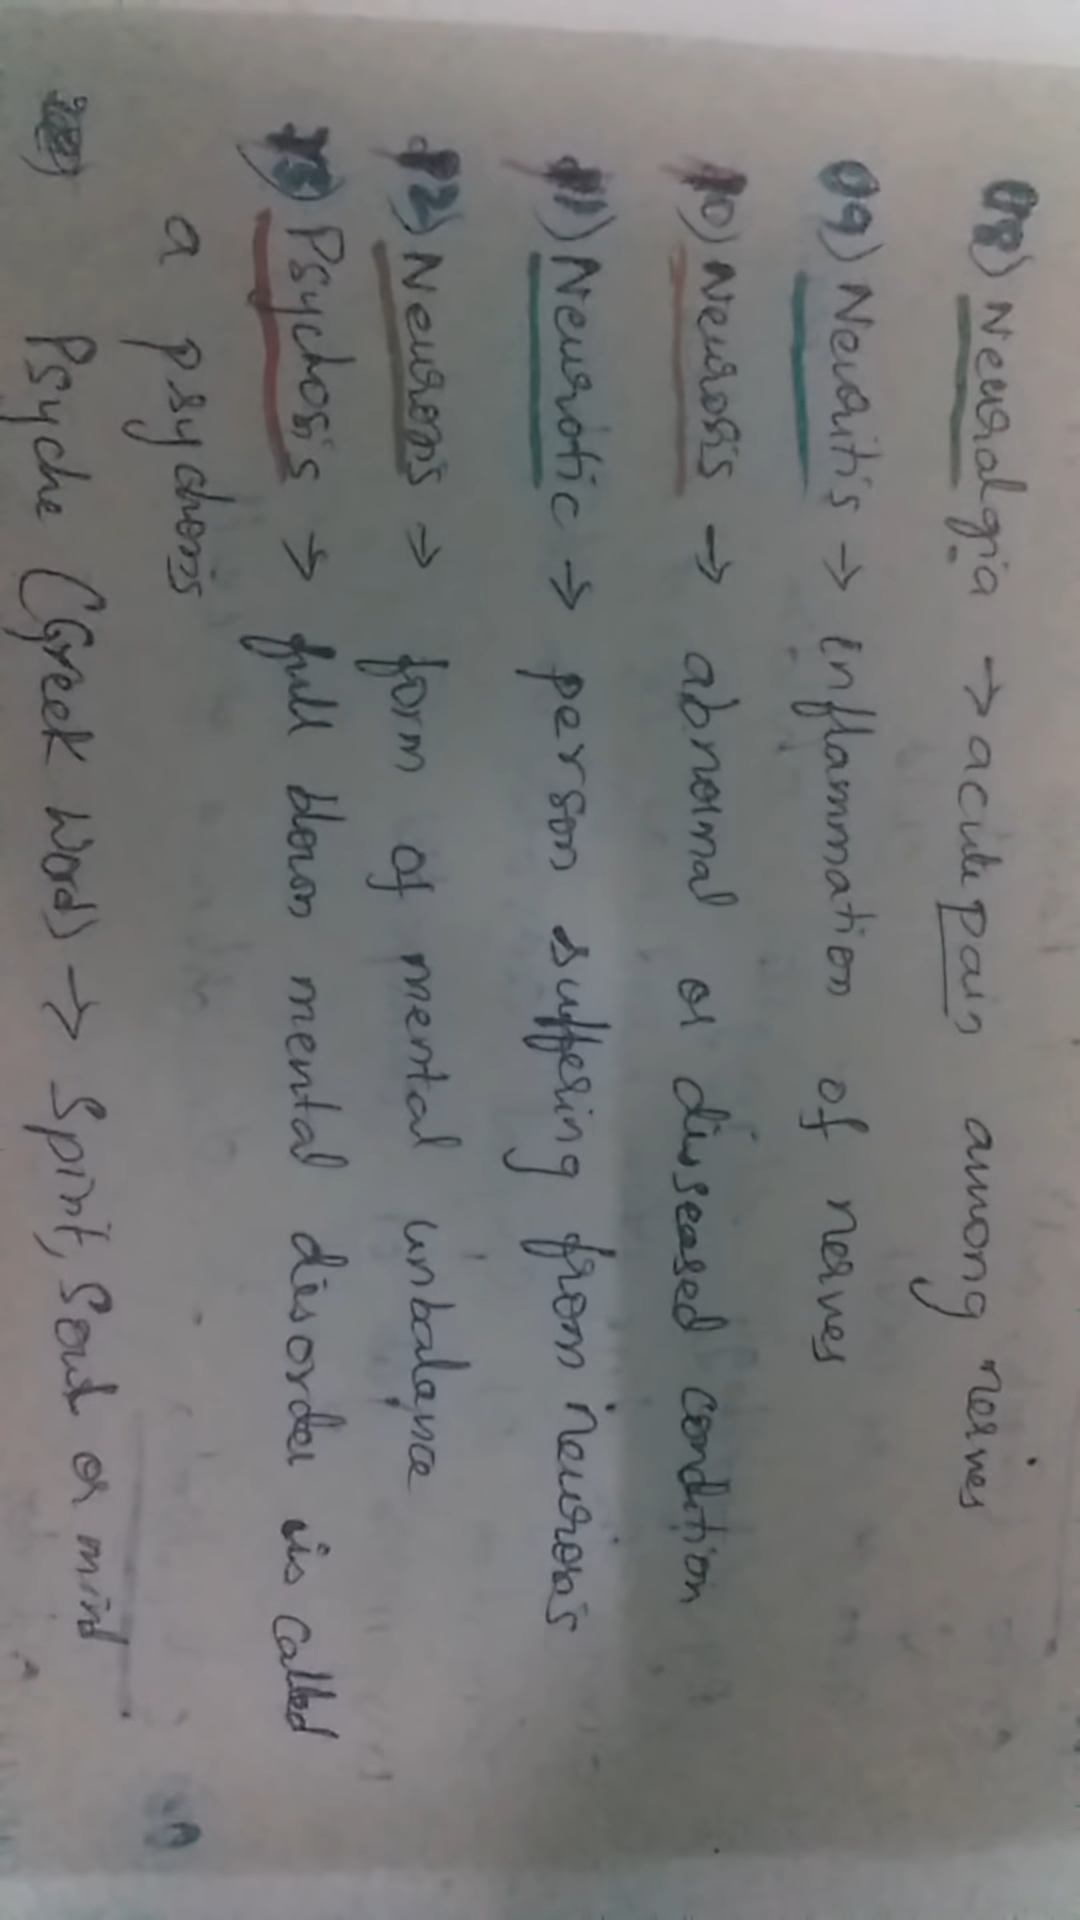 08) Neuralgia → acute pain among nerves
09) Neuritis → inflammation of nerves
10) Neurosis → abnormal or diseased condition
11) Neurotic → person suffering from neurosis
12) Neurosis → form of mental unbalance
13) Psychosis → full blown mental disorder is called
a psychosis
Psyche (Greek Word) → Spirit, Soul or mind